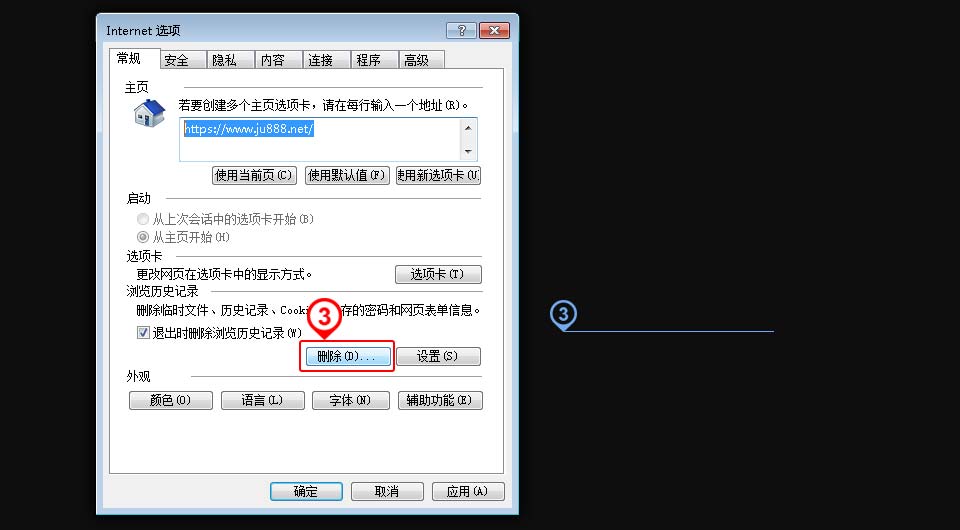 Internet 选项
常规 安全 隐私 内容 连接 程序 高级
主页
若要创建多个主页选项卡，请在每行输入一个地址(R)。
https://www.ju888.net/
使用当前页(C) 使用默认值(F) 使用新选项卡(U)
启动
从上次会话中的选项卡开始(B)
从主页开始(H)
选项卡
更改网页在选项卡中的显示方式。 选项卡(T)
浏览历史记录
删除临时文件、历史记录、Cooki 存的密码和网页表单信息。
3 3
退出时删除浏览历史记录(W)
删除(D)... 设置(S)
外观
颜色(O) 语言(L) 字体(N) 辅助功能(E)
确定 取消 应用(A)